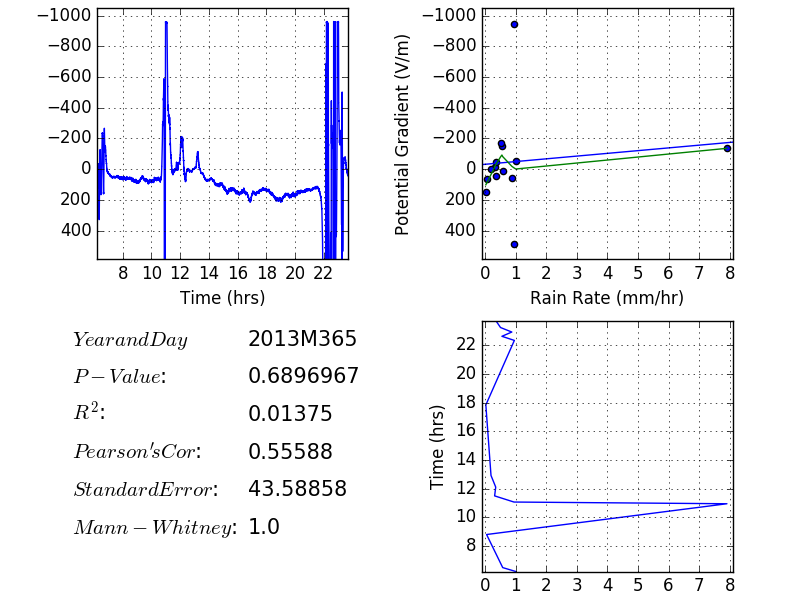 −1000
−800
−600
−400
−200
0
200
400
8 10 12 14 16 18 20 22
Time (hrs)
−1000
−800
−600
−400
−200
0
200
400
Potential Gradient (V/m)
0 1 2 3 4 5 6 7 8
Rain Rate (mm/hr)
YearandDay 2013M365
P−Value: 0.6896967
R²: 0.01375
Pearson'sCor: 0.55588
StandardError: 43.58858
Mann−Whitney: 1.0
22
20
18
16
14
12
10
8
Time (hrs)
0 1 2 3 4 5 6 7 8